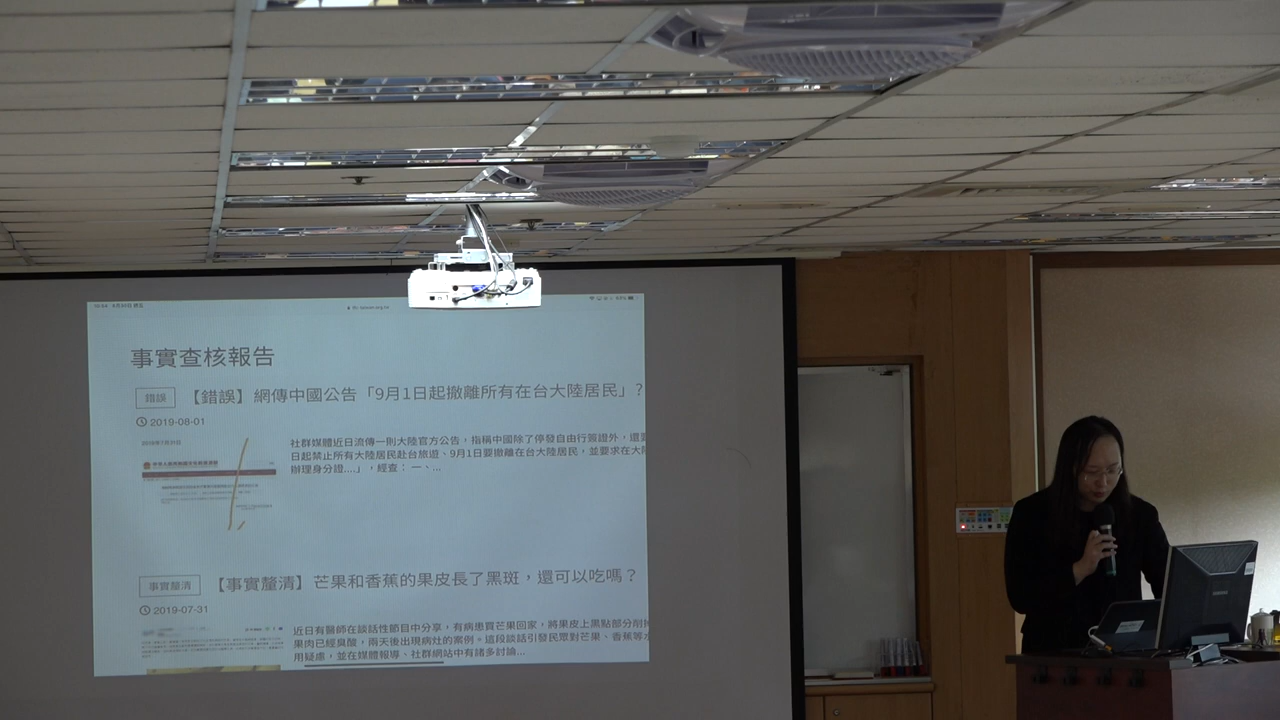 事實查核報告
錯誤
【錯誤】網傳中國公告「9月1日起撤離所有在台大陸居民」?
2019-08-01
社群媒體近日流傳一則大陸官方公告，指稱中國除了停發自由行簽證外，還要
日起禁止所有大陸居民赴台旅遊、9月1日要撤離在台大陸居民，並要求在大陸
辦理身分證....」，經查： 一、...
事實釐清
【事實釐清】芒果和香蕉的果皮長了黑斑，還可以吃嗎？
2019-07-31
近日有醫師在談話性節目中分享，有病患買芒果回家，將果皮上黑點部分削掉
果肉已經臭酸，兩天後出現病灶的案例。這段談話引發民眾對芒果、香蕉等水
用疑慮，並在媒體報導、社群網站中有諸多討論...